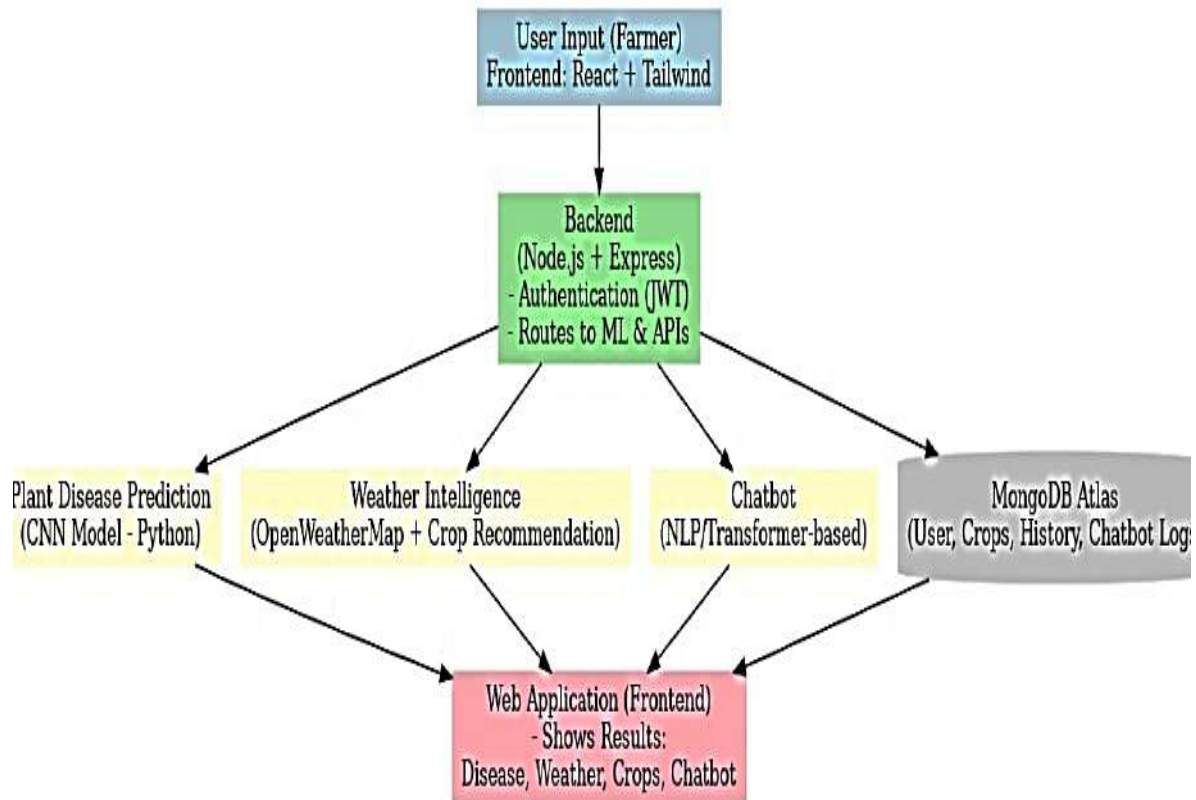 User Input (Farmer)
Frontend: React + Tailwind
Backend
(Node.js + Express)
- Authentication (JWT)
- Routes to ML & APIs
Plant Disease Prediction
(CNN Model - Python)
Weather Intelligence
(OpenWeatherMap + Crop Recommendation)
Chatbot
(NLP/Transformer-based)
MongoDB Atlas
(User, Crops, History, Chatbot Logs
Web Application (Frontend)
- Shows Results:
Disease, Weather, Crops, Chatbot